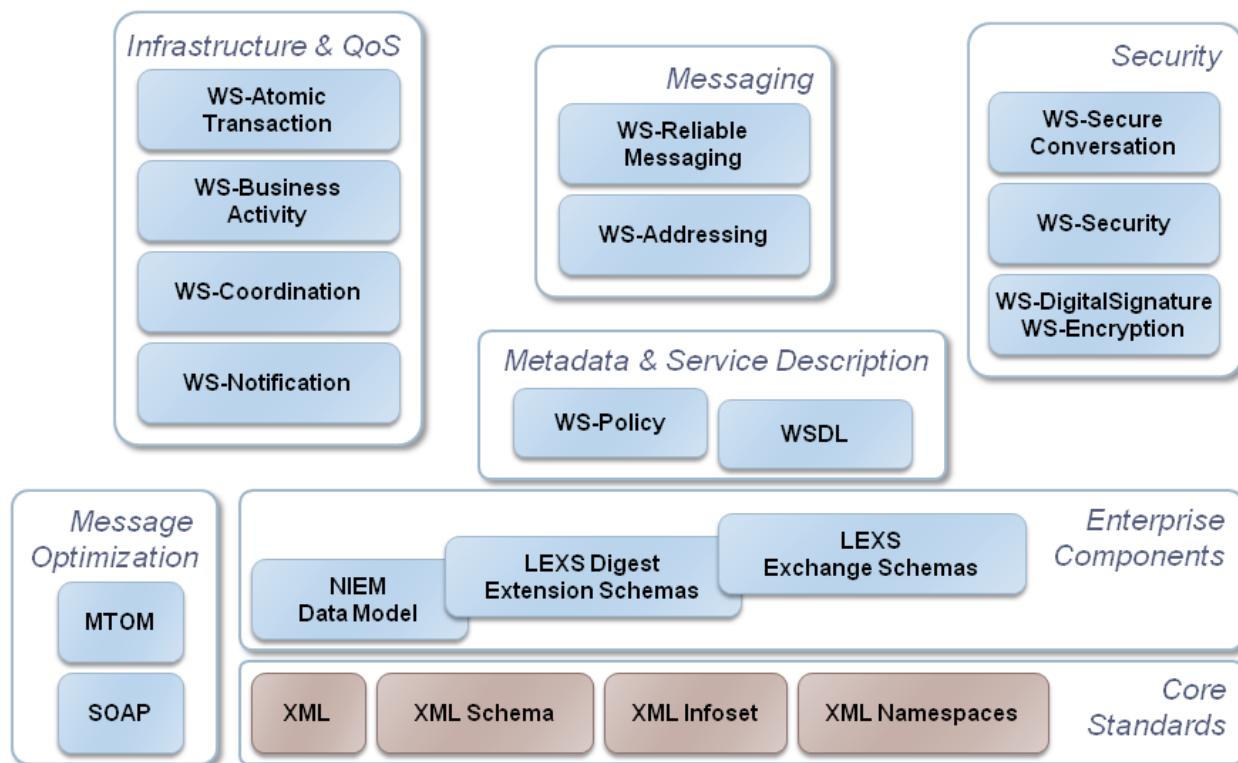 Infrastructure & QoS
WS-Atomic
Transaction
WS-Business
Activity
WS-Coordination
WS-Notification
Messaging
WS-Reliable
Messaging
WS-Addressing
Security
WS-Secure
Conversation
WS-Security
WS-DigitalSignature
WS-Encryption
Metadata & Service Description
WS-Policy
WSDL
Message
Optimization
MTOM
SOAP
Enterprise
Components
NIEM
Data Model
LEXS Digest
Extension Schemas
LEXS
Exchange Schemas
Core
Standards
XML
XML Schema
XML Infoset
XML Namespaces